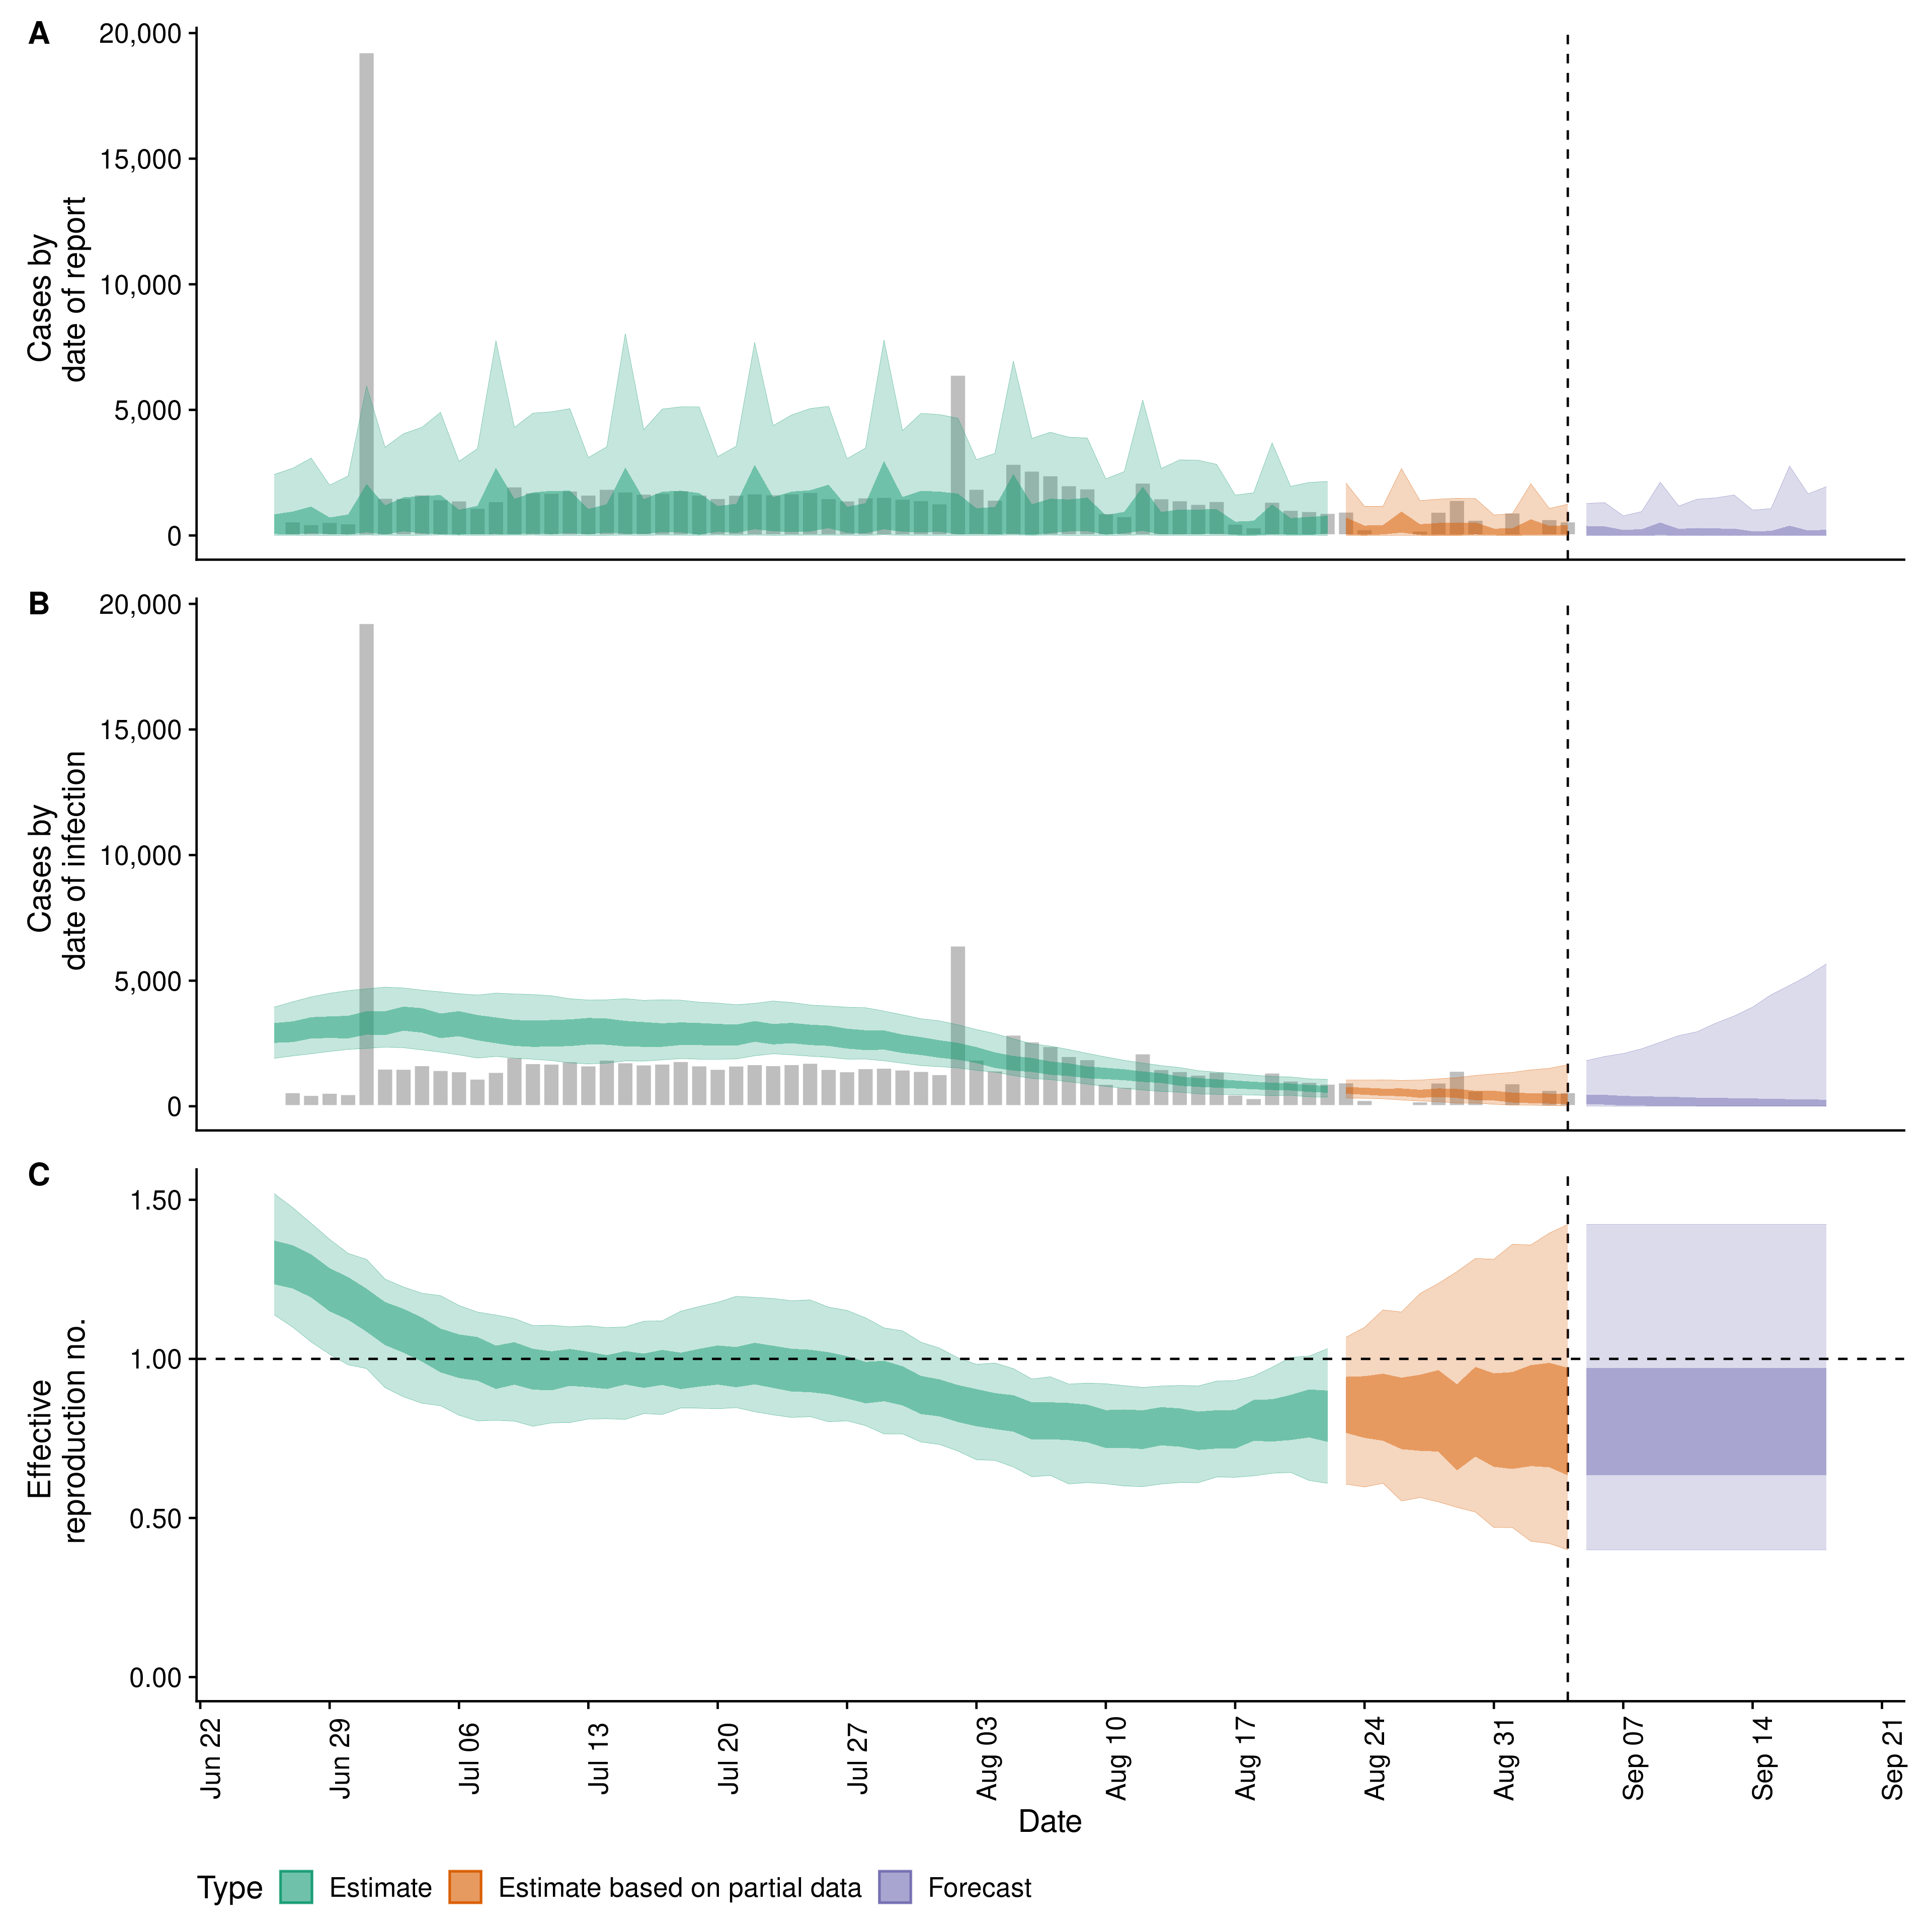 A
20,000
15,000
10,000
5,000
0
Cases by
date of report
B
20,000
15,000
10,000
5,000
0
Cases by
date of infection
C
1.50
1.00
0.50
0.00
Effective
reproduction no.
Jun 22
Jun 29
Jul 06
Jul 13
Jul 20
Jul 27
Aug 03
Aug 10
Aug 17
Aug 24
Aug 31
Sep 07
Sep 14
Sep 21
Date
Type Estimate Estimate based on partial data Forecast